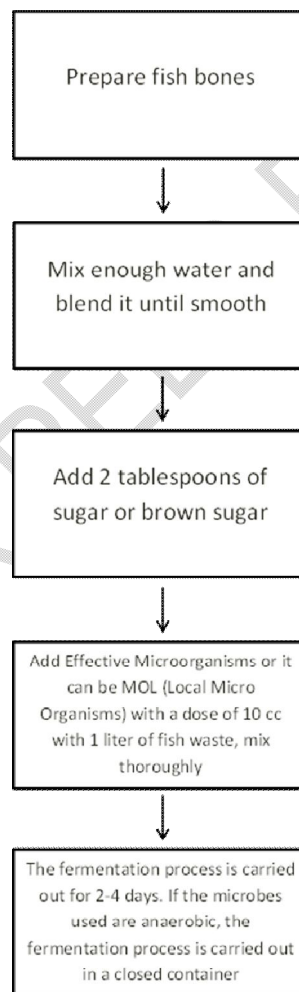 Prepare fish bones
Mix enough water and
blend it until smooth
Add 2 tablespoons of
sugar or brown sugar
Add Effective Microorganisms or it
can be MOL (Local Micro
Organisms) with a dose of 10 cc
with 1 liter of fish waste, mix
thoroughly
The fermentation process is carried
out for 2-4 days. If the microbes
used are anaerobic, the
fermentation process is carried out
in a closed container